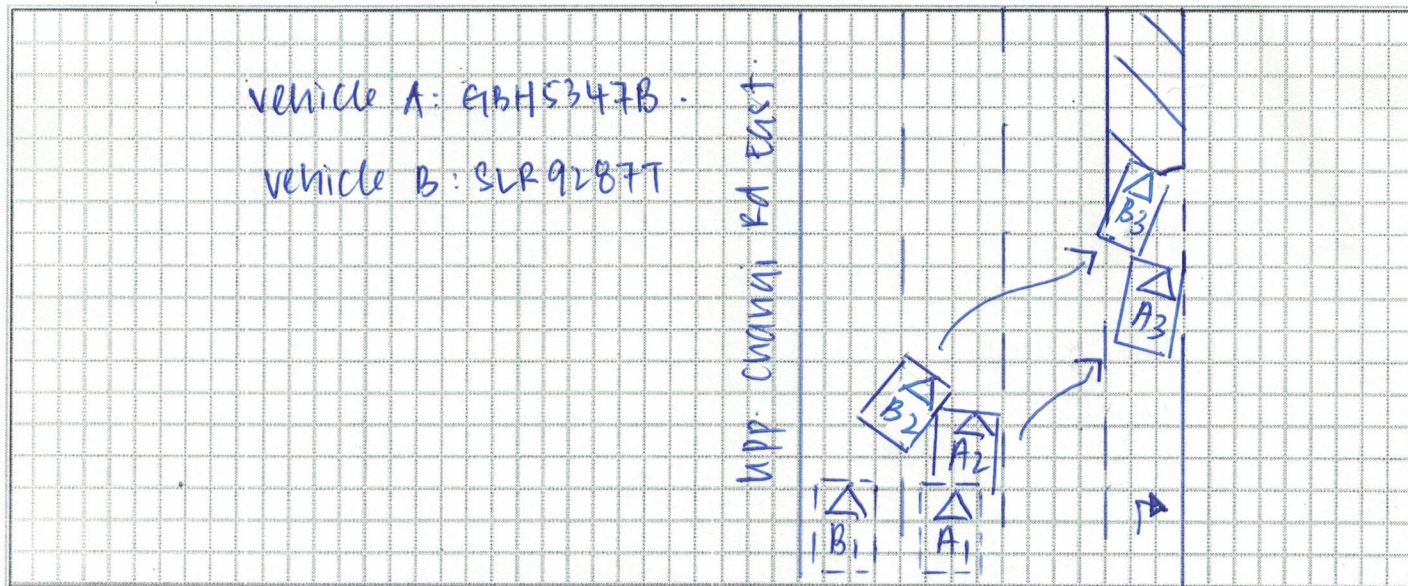 vehicle A: GBH5347B.
vehicle B: SLR9287T
Upp. Changi Rd East.
B3
A3
B2
A2
B1
A1